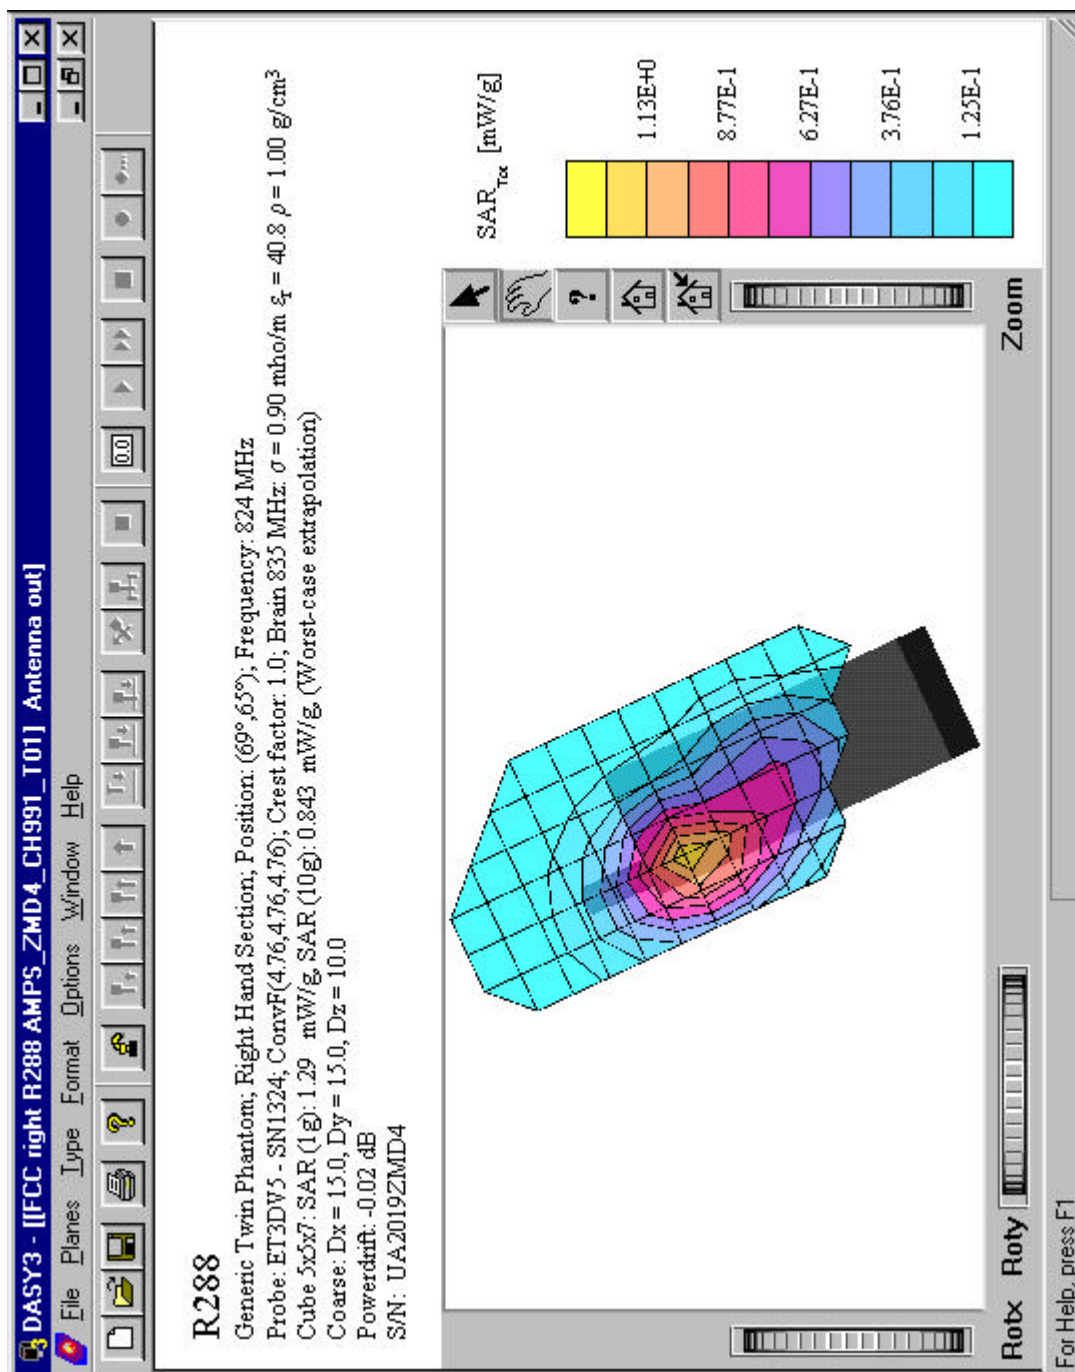 DASY3 - [[FCC right R288 AMPS_ZMD4_CH991_T01]  Antenna out]
File Planes Type Format Options Window Help
0.0
R288
Generic Twin Phantom; Right Hand Section; Position: (69°,65°); Frequency: 824 MHz
Probe: ET3DV5 - SN1324; ConvF(4.76,4.76,4.76); Crest factor: 1.0; Brain 835 MHz: σ = 0.90 mho/m εr = 40.8 ρ = 1.00 g/cm³
Cube 5x5x7: SAR (1g): 1.29   mW/g, SAR (10g): 0.843  mW/g, (Worst-case extrapolation)
Coarse: Dx = 15.0, Dy = 15.0, Dz = 10.0
Powerdrift: -0.02 dB
S/N:  UA2019ZMD4
SAR Tot [mW/g]
1.13E+0
8.77E-1
6.27E-1
3.76E-1
1.25E-1
?
Rotx Roty Zoom
For Help, press F1